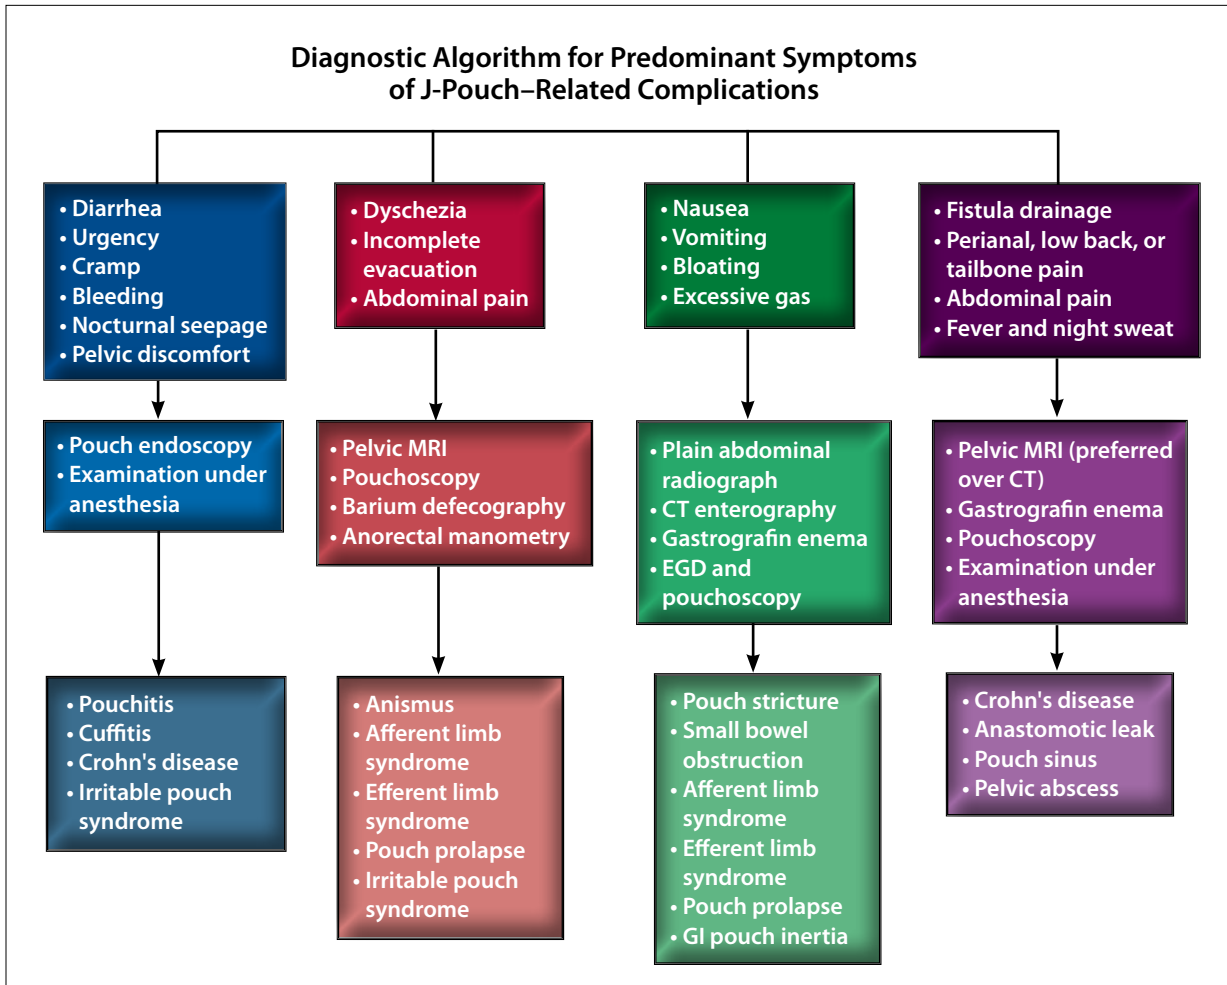 Diagnostic Algorithm for Predominant Symptoms
of J-Pouch–Related Complications
• Diarrhea
• Urgency
• Cramp
• Bleeding
• Nocturnal seepage
• Pelvic discomfort
• Dyschezia
• Incomplete
evacuation
• Abdominal pain
• Nausea
• Vomiting
• Bloating
• Excessive gas
• Fistula drainage
• Perianal, low back, or
tailbone pain
• Abdominal pain
• Fever and night sweat
• Pouch endoscopy
• Examination under
anesthesia
• Pelvic MRI
• Pouchoscopy
• Barium defecography
• Anorectal manometry
• Plain abdominal
radiograph
• CT enterography
• Gastrografin enema
• EGD and
pouchoscopy
• Pelvic MRI (preferred
over CT)
• Gastrografin enema
• Pouchoscopy
• Examination under
anesthesia
• Pouchitis
• Cuffitis
• Crohn's disease
• Irritable pouch
syndrome
• Anismus
• Afferent limb
syndrome
• Efferent limb
syndrome
• Pouch prolapse
• Irritable pouch
syndrome
• Pouch stricture
• Small bowel
obstruction
• Afferent limb
syndrome
• Efferent limb
syndrome
• Pouch prolapse
• GI pouch inertia
• Crohn's disease
• Anastomotic leak
• Pouch sinus
• Pelvic abscess